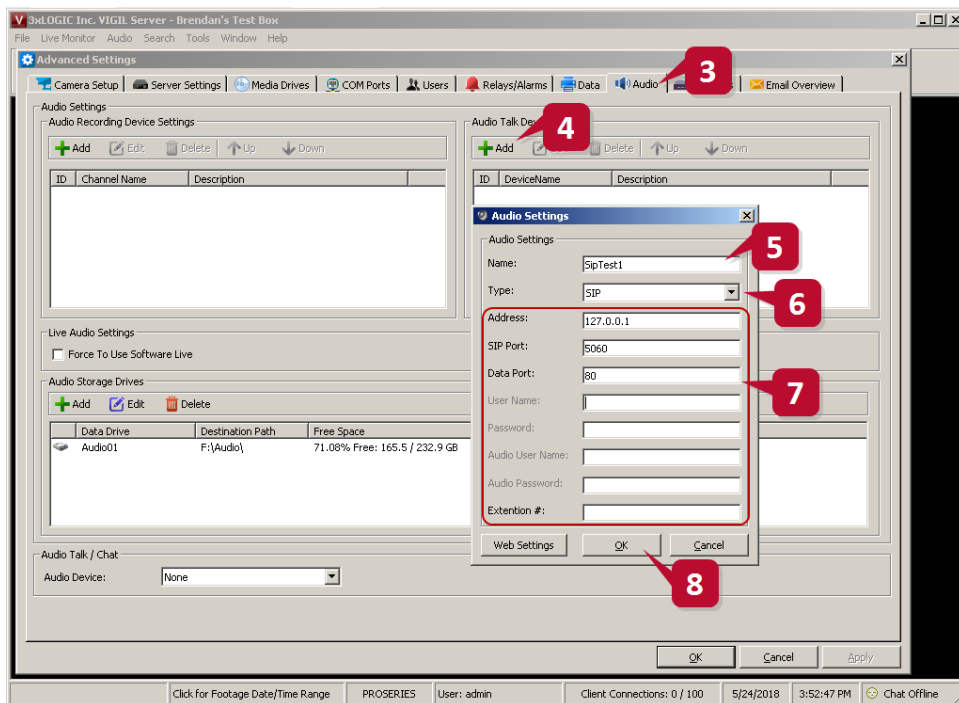 3xLOGIC Inc. VIGIL Server - Brendan's Test Box
File Live Monitor Audio Search Tools Window Help
Advanced Settings
Camera Setup Server Settings Media Drives COM Ports Users Relays/Alarms Data Audio s Email Overview
3
Audio Settings
Audio Recording Device Settings
Add Edit Delete Up Down
ID Channel Name Description
Audio Talk Dev
4
Add Delete Up Down
ID DeviceName Description
Audio Settings
Audio Settings
Name: SipTest1
5
Type: SIP
6
Address: 127.0.0.1
SIP Port: 5060
Data Port: 80
7
User Name:
Password:
Audio User Name:
Audio Password:
Extention #:
Web Settings OK Cancel
8
Live Audio Settings
Force To Use Software Live
Audio Storage Drives
Add Edit Delete
Data Drive Destination Path Free Space
Audio01 F:\Audio\ 71.08% Free: 165.5 / 232.9 GB
Audio Talk / Chat
Audio Device: None
OK Cancel Apply
Click for Footage Date/Time Range PROSERIES User: admin Client Connections: 0 / 100 5/24/2018 3:52:47 PM Chat Offline